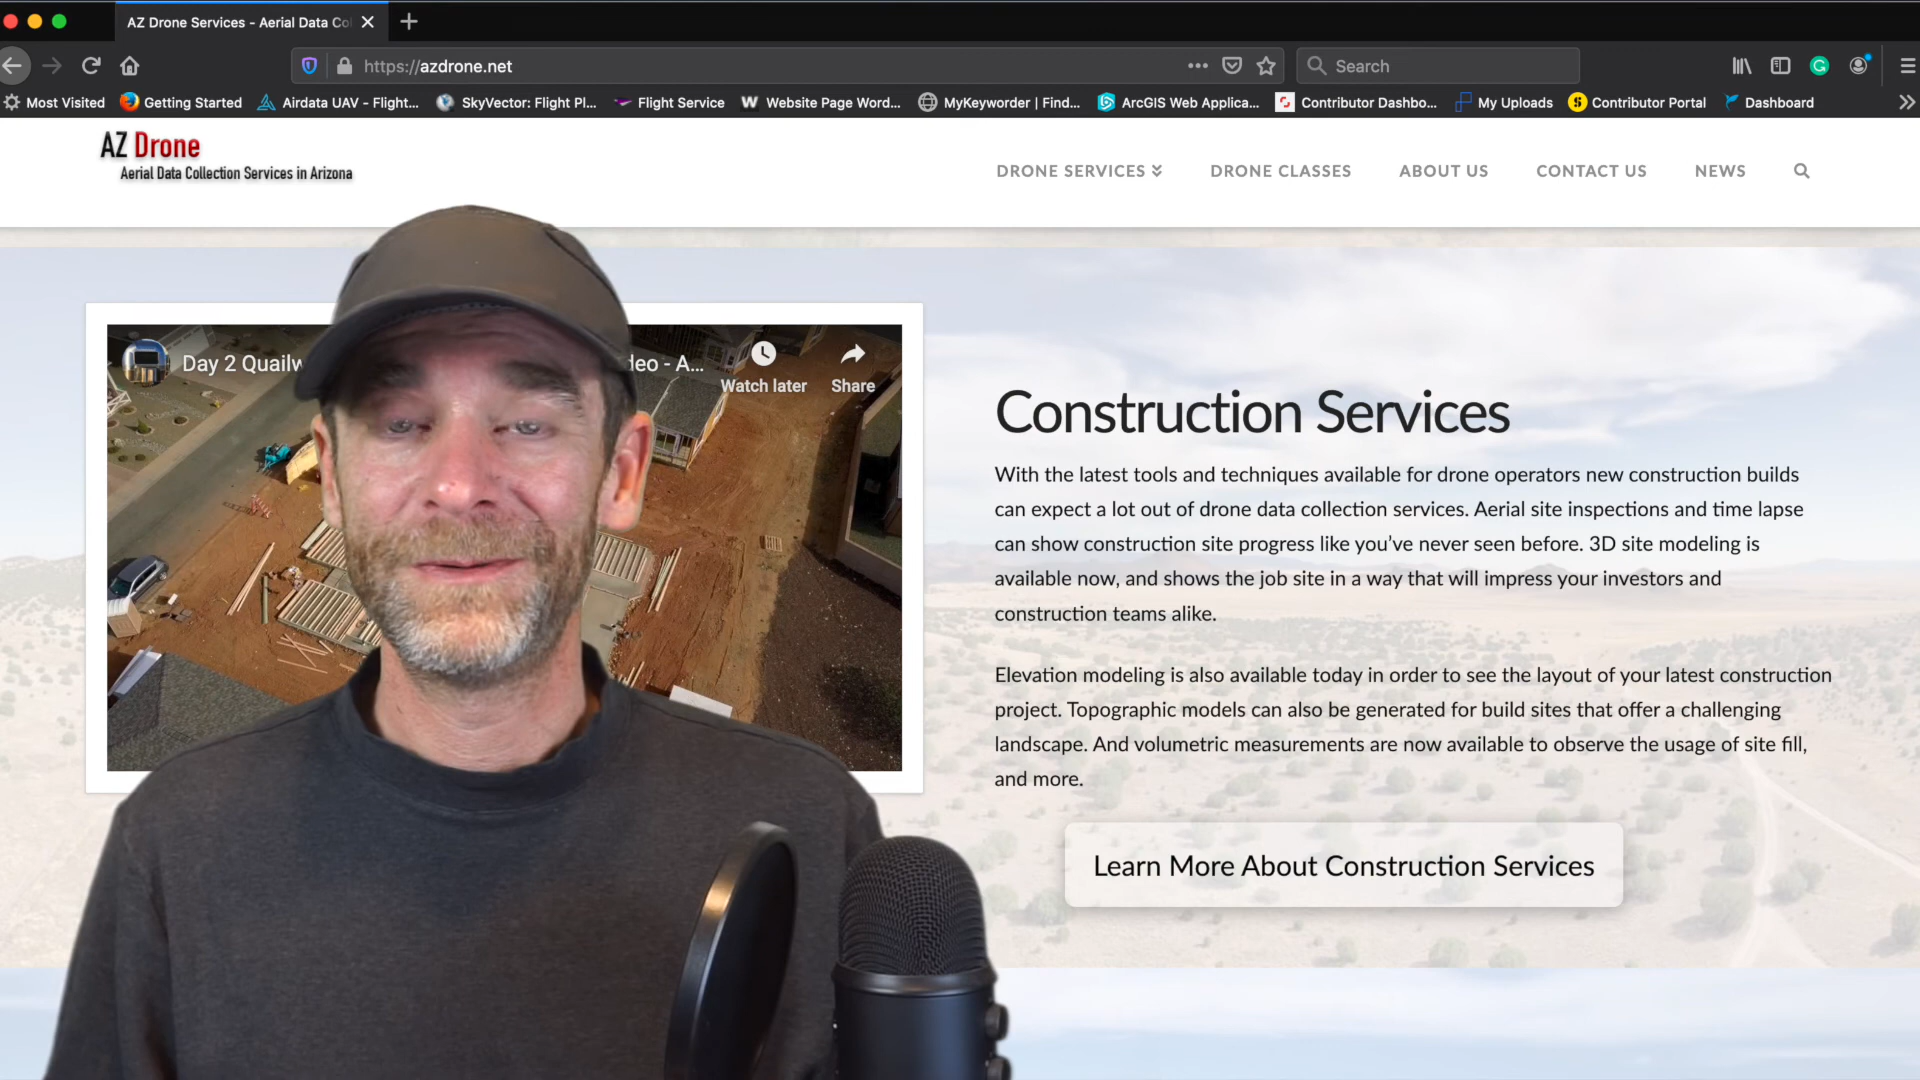 AZ Drone Services - Aerial Data Co
https://azdrone.net
Search
Most Visited
Getting Started
Airdata UAV - Flight...
SkyVector: Flight Pl...
Flight Service
W Website Page Word...
MyKeyworder | Find...
ArcGIS Web Applica...
Contributor Dashbo...
My Uploads
Contributor Portal
Dashboard
AZ Drone
Aerial Data Collection Services in Arizona
DRONE SERVICES
DRONE CLASSES
ABOUT US
CONTACT US
NEWS
Day 2 Quailw
deo - A...
Watch later
Share
Construction Services
With the latest tools and techniques available for drone operators new construction builds
can expect a lot out of drone data collection services. Aerial site inspections and time lapse
can show construction site progress like you've never seen before. 3D site modeling is
available now, and shows the job site in a way that will impress your investors and
construction teams alike.
Elevation modeling is also available today in order to see the layout of your latest construction
project. Topographic models can also be generated for build sites that offer a challenging
landscape. And volumetric measurements are now available to observe the usage of site fill,
and more.
Learn More About Construction Services